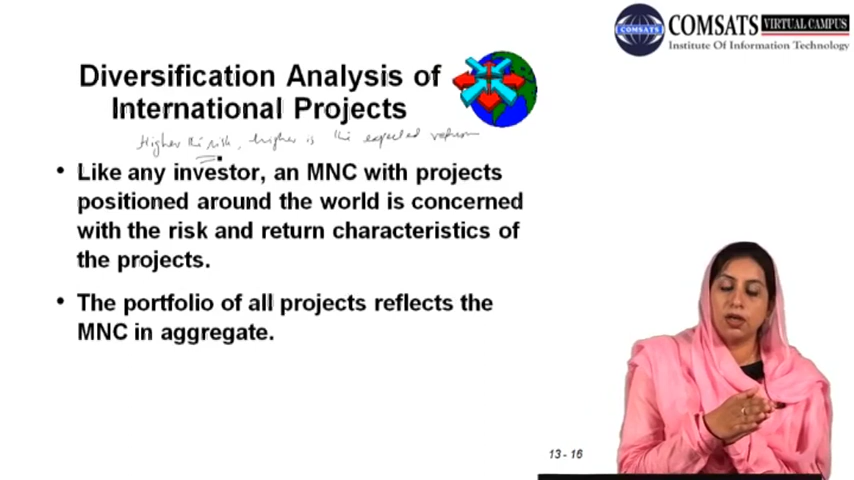 COMSATS VIRTUAL CAMPUS
Institute Of Information Technology
Diversification Analysis of
International Projects
Higher the risk, higher is the expected return
• Like any investor, an MNC with projects
positioned around the world is concerned
with the risk and return characteristics of
the projects.
• The portfolio of all projects reflects the
MNC in aggregate.
13 - 16